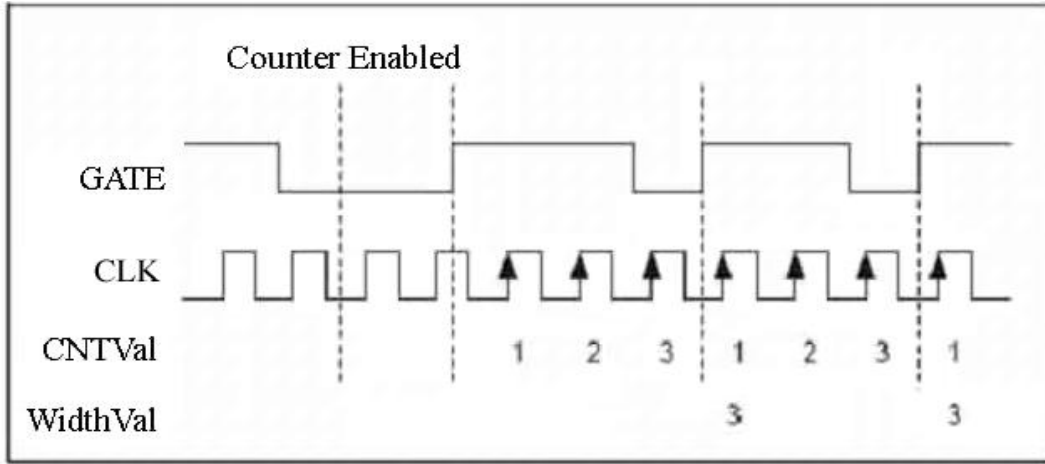 Counter Enabled
GATE
CLK
CNTVal 1 2 3 1 2 3 1
WidthVal 3 3